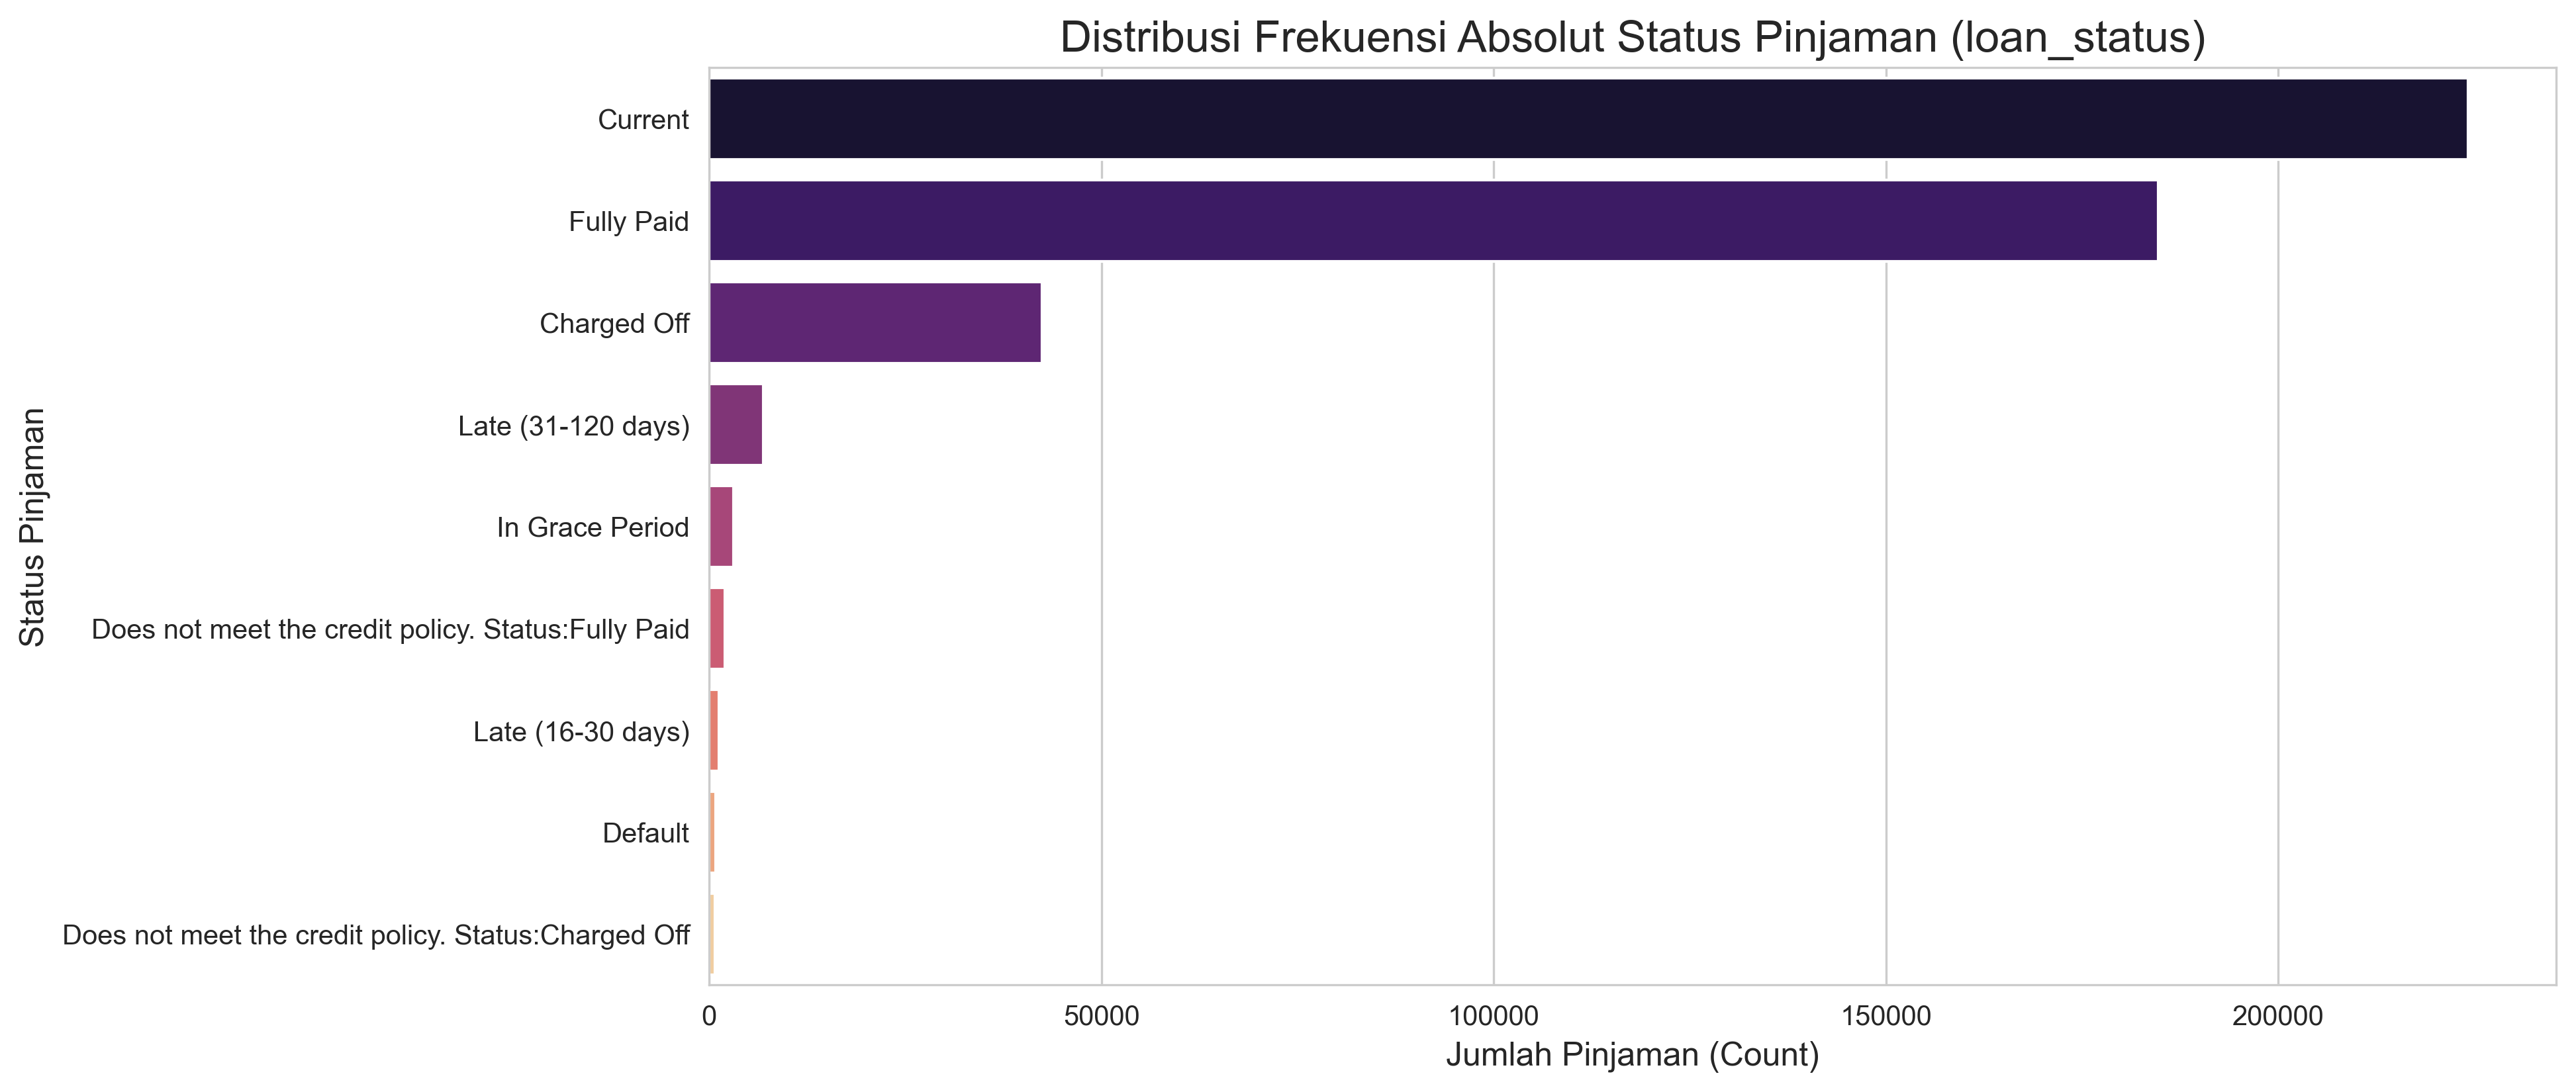 Distribusi Frekuensi Absolut Status Pinjaman (loan_status)
Status Pinjaman
Current
Fully Paid
Charged Off
Late (31-120 days)
In Grace Period
Does not meet the credit policy. Status:Fully Paid
Late (16-30 days)
Default
Does not meet the credit policy. Status:Charged Off
0 50000 100000 150000 200000
Jumlah Pinjaman (Count)